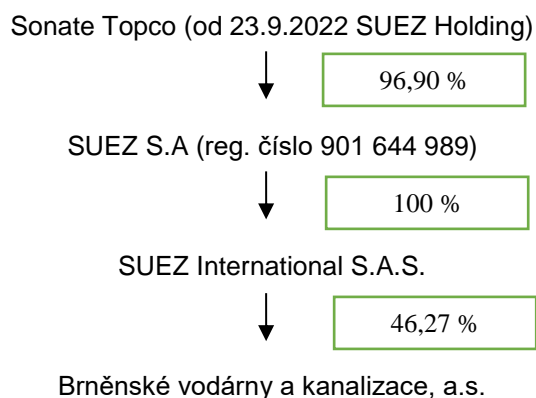 Sonate Topco (od 23.9.2022 SUEZ Holding)
96,90 %
SUEZ S.A (reg. číslo 901 644 989)
100 %
SUEZ International S.A.S.
46,27 %
Brněnské vodárny a kanalizace, a.s.